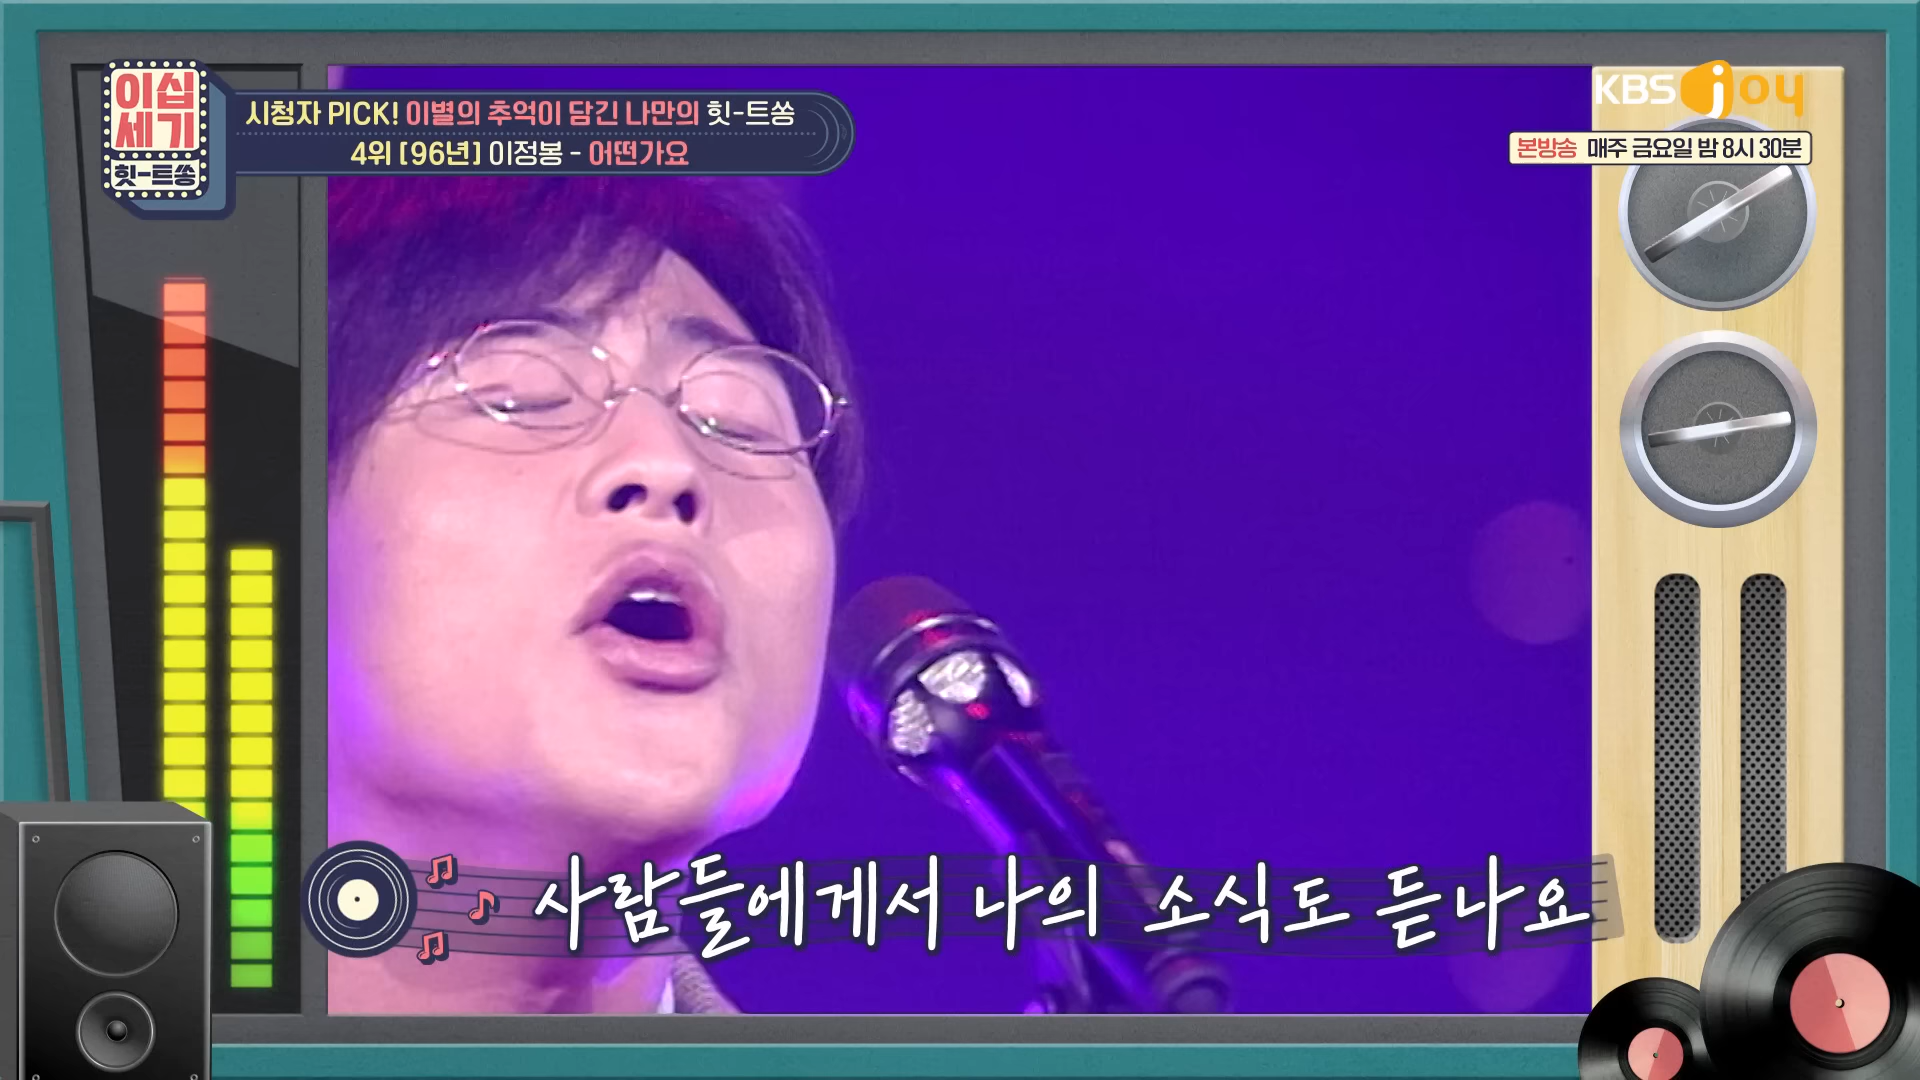 이십
세기
힛-트쏭
시청자 PICK! 이별의 추억이 담긴 나만의 힛-트쏭
4위 [96년] 이정봉 - 어떤가요
KBS joy
본방송 매주 금요일 밤 8시 30분
사람들에게서 나의 소식도 듣나요